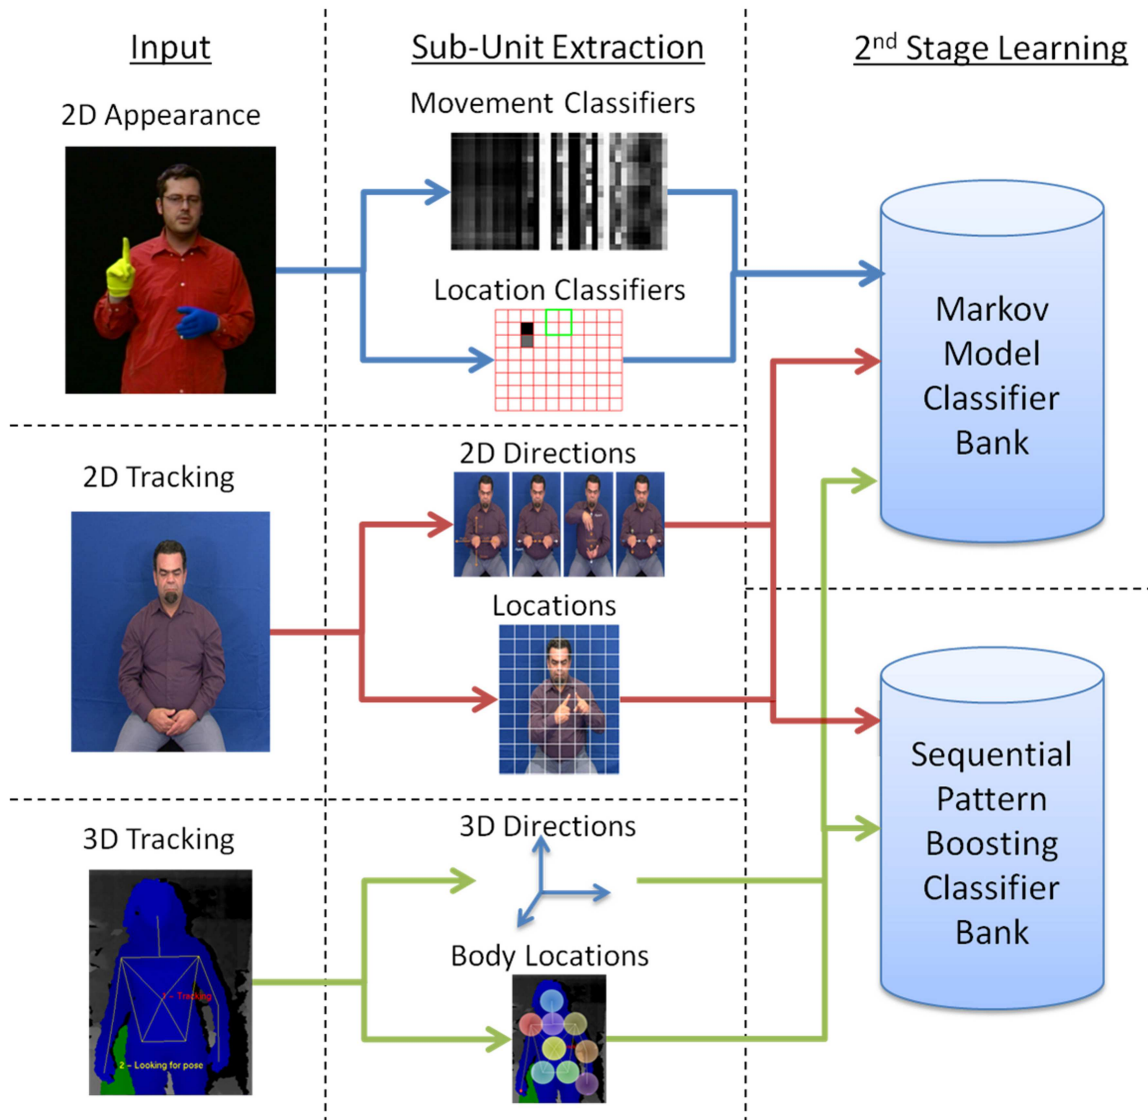 Input
Sub-Unit Extraction
2nd Stage Learning
2D Appearance
Movement Classifiers
Location Classifiers
Markov
Model
Classifier
Bank
2D Tracking
2D Directions
Locations
Sequential
Pattern
Boosting
Classifier
Bank
3D Tracking
1 - Tracking
2 - Looking for pose
3D Directions
Body Locations